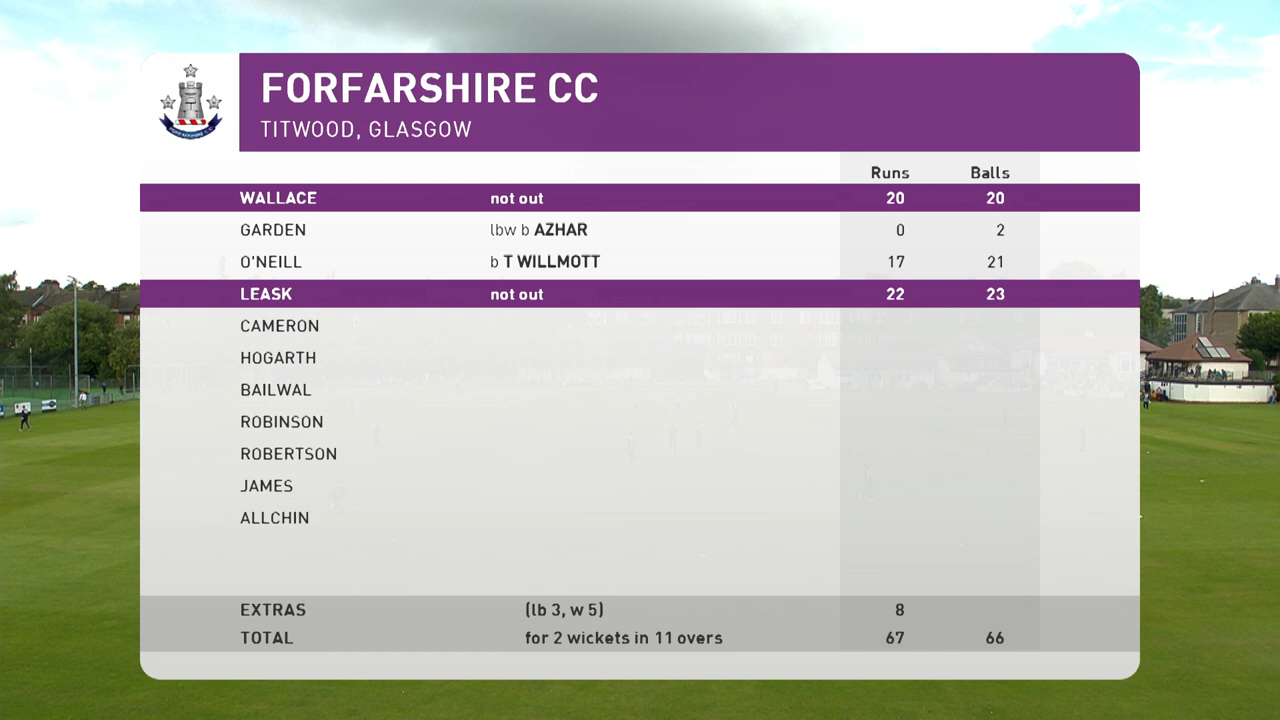 FORFARSHIRE CC
TITWOOD, GLASGOW
Runs Balls
WALLACE not out 20 20
GARDEN lbw b AZHAR 0 2
O'NEILL b T WILLMOTT 17 21
LEASK not out 22 23
CAMERON
HOGARTH
BAILWAL
ROBINSON
ROBERTSON
JAMES
ALLCHIN
EXTRAS (lb 3, w 5) 8
TOTAL for 2 wickets in 11 overs 67 66